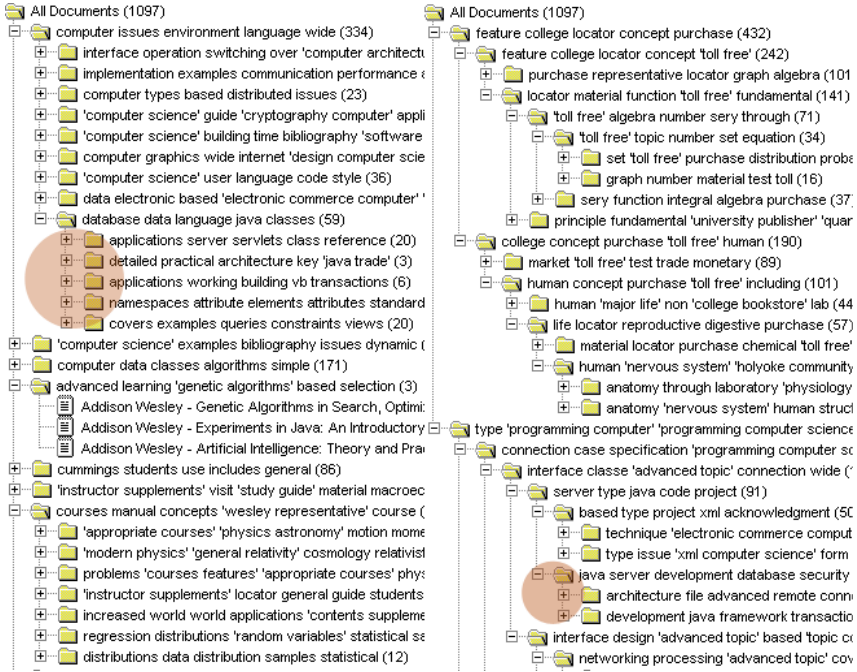 All Documents (1097)
computer issues environment language wide (334)
interface operation switching over 'computer architectu
implementation examples communication performance
computer types based distributed issues (23)
'computer science' guide 'cryptography computer' appli
'computer science' building time bibliography 'software
computer graphics wide internet 'design computer scie
'computer science' user language code style (36)
data electronic based 'electronic commerce computer' '
database data language java classes (59)
applications server servlets class reference (20)
detailed practical architecture key 'java trade' (3)
applications working building vb transactions (6)
namespaces attribute elements attributes standard
covers examples queries constraints views (20)
'computer science' examples bibliography issues dynamic (
computer data classes algorithms simple (171)
advanced learning 'genetic algorithms' based selection (3)
Addison Wesley - Genetic Algorithms in Search, Optimi
Addison Wesley - Experiments in Java: An Introductory
Addison Wesley - Artificial Intelligence: Theory and Pra
cummings students use includes general (86)
'instructor supplements' visit 'study guide' material macroec
courses manual concepts 'wesley representative' course (
'appropriate courses' 'physics astronomy' motion mome
'modern physics' 'general relativity' cosmology relativist
problems 'courses features' 'appropriate courses' phys
'instructor supplements' locator general guide students
increased world world applications 'contents suppleme
regression distributions 'random variables' statistical sa
distributions data distribution samples statistical (12)
All Documents (1097)
feature college locator concept purchase (432)
feature college locator concept 'toll free' (242)
purchase representative locator graph algebra (101
locator material function 'toll free' fundamental (141)
'toll free' algebra number sery through (71)
'toll free' topic number set equation (34)
set 'toll free' purchase distribution proba
graph number material test toll (16)
sery function integral algebra purchase (37)
principle fundamental 'university publisher' 'quar
college concept purchase 'toll free' human (190)
market 'toll free' test trade monetary (89)
human concept purchase 'toll free' including (101)
human 'major life' non 'college bookstore' lab (44
life locator reproductive digestive purchase (57)
material locator purchase chemical 'toll free'
human 'nervous system' 'holyoke community
anatomy through laboratory 'physiology
anatomy 'nervous system' human struct
type 'programming computer' 'programming computer science
connection case specification 'programming computer sc
interface classe 'advanced topic' connection wide (
server type java code project (91)
based type project xml acknowledgment (50
technique 'electronic commerce comput
type issue 'xml computer science' form
java server development database security
architecture file advanced remote conn
development java framework transactio
interface design 'advanced topic' based 'topic co
networking processing 'advanced topic' cov